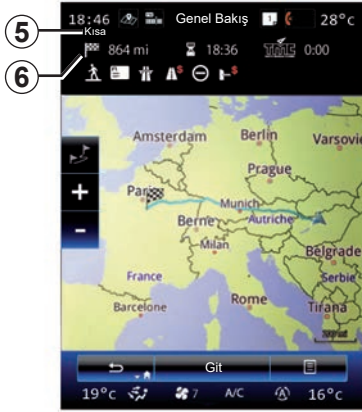 18:46 Genel Bakış 28°c
5 Kısa
6 864 mi 18:36 TMC 0:00
Amsterdam Berlin Varsovi
Prague
Paris
Munich
Berne Autriche
Milan
Belgrade
France Serbie
Barcelone Rome Tirana
+
-
Git
19°c 7 A/C 16°c